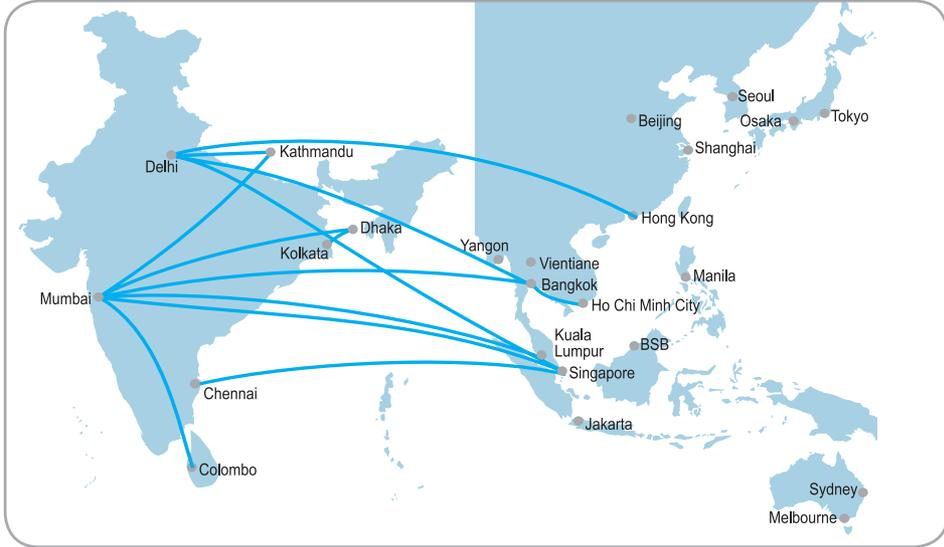 Seoul
Beijing
Osaka
Tokyo
Shanghai
Kathmandu
Delhi
Hong Kong
Dhaka
Yangon
Kolkata
Vientiane
Manila
Bangkok
Mumbai
Ho Chi Minh City
Kuala
Lumpur
BSB
Singapore
Chennai
Jakarta
Colombo
Sydney
Melbourne